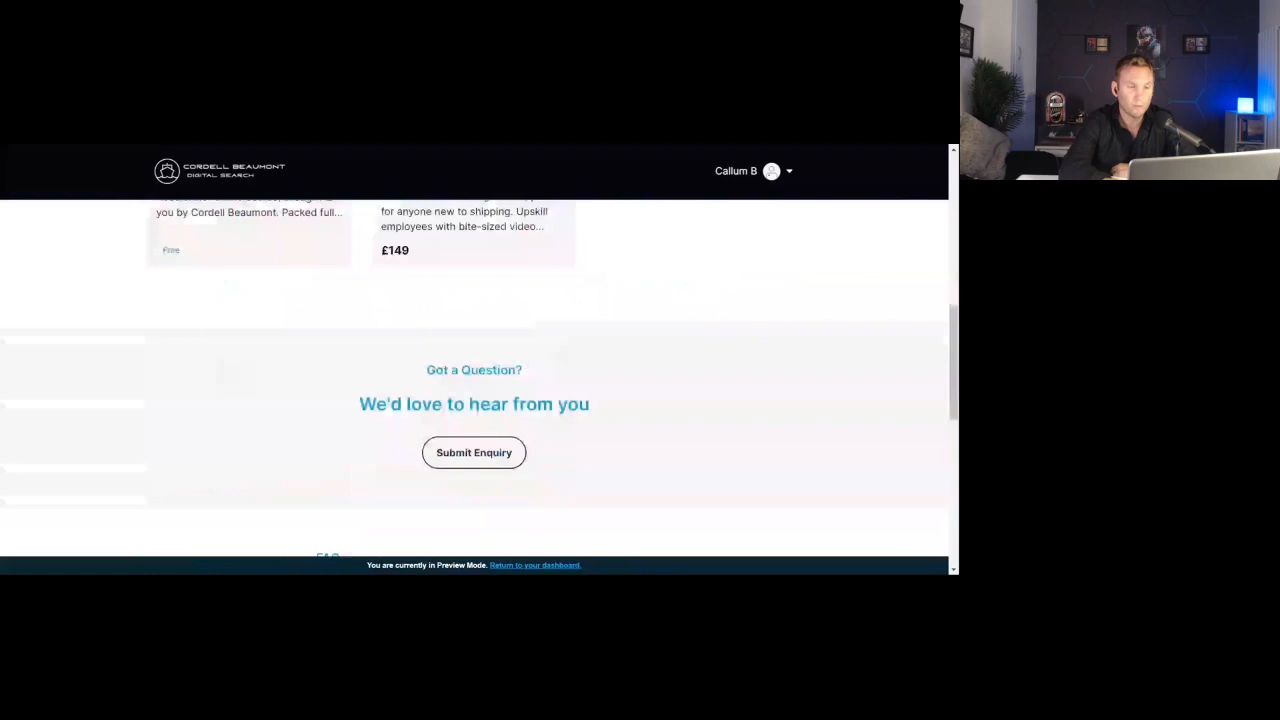 CORDELL BEAUMONT
DIGITAL SEARCH
Callum B
you by Cordell Beaumont. Packed full...
Free
for anyone new to shipping. Upskill
employees with bite-sized video...
£149
Got a Question?
We'd love to hear from you
Submit Enquiry
FAQ
You are currently in Preview Mode. Return to your dashboard.